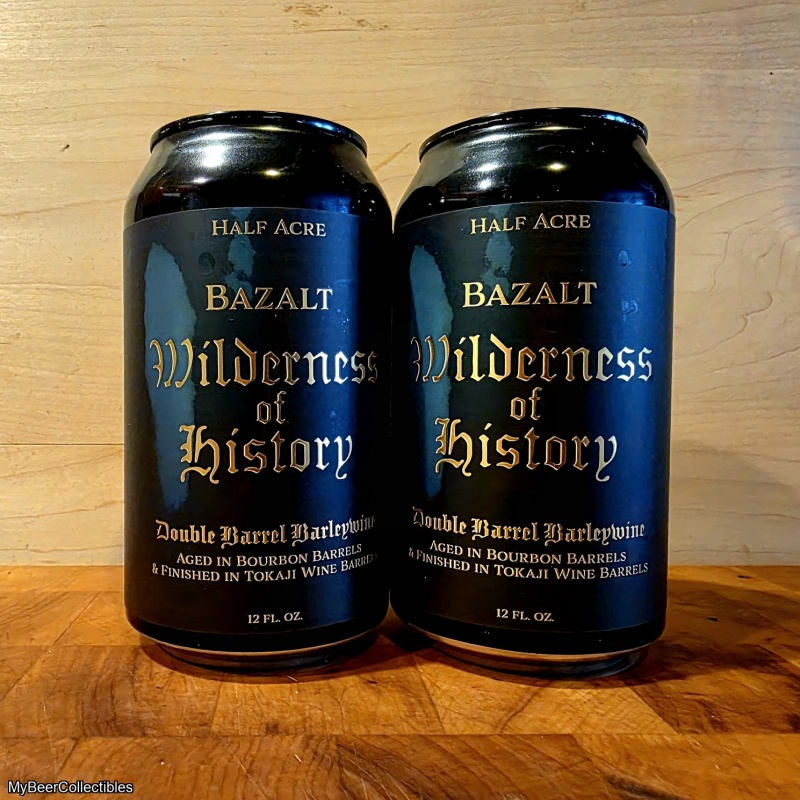 Half Acre
Bazalt
Wilderness
of
History
Double Barrel Barleywine
Aged in Bourbon Barrels
& Finished in Tokaji Wine Barrels
12 FL. OZ.
Half Acre
Bazalt
Wilderness
of
History
Double Barrel Barleywine
Aged in Bourbon Barrels
& Finished in Tokaji Wine Barrels
12 FL. OZ.
MyBeerCollectibles